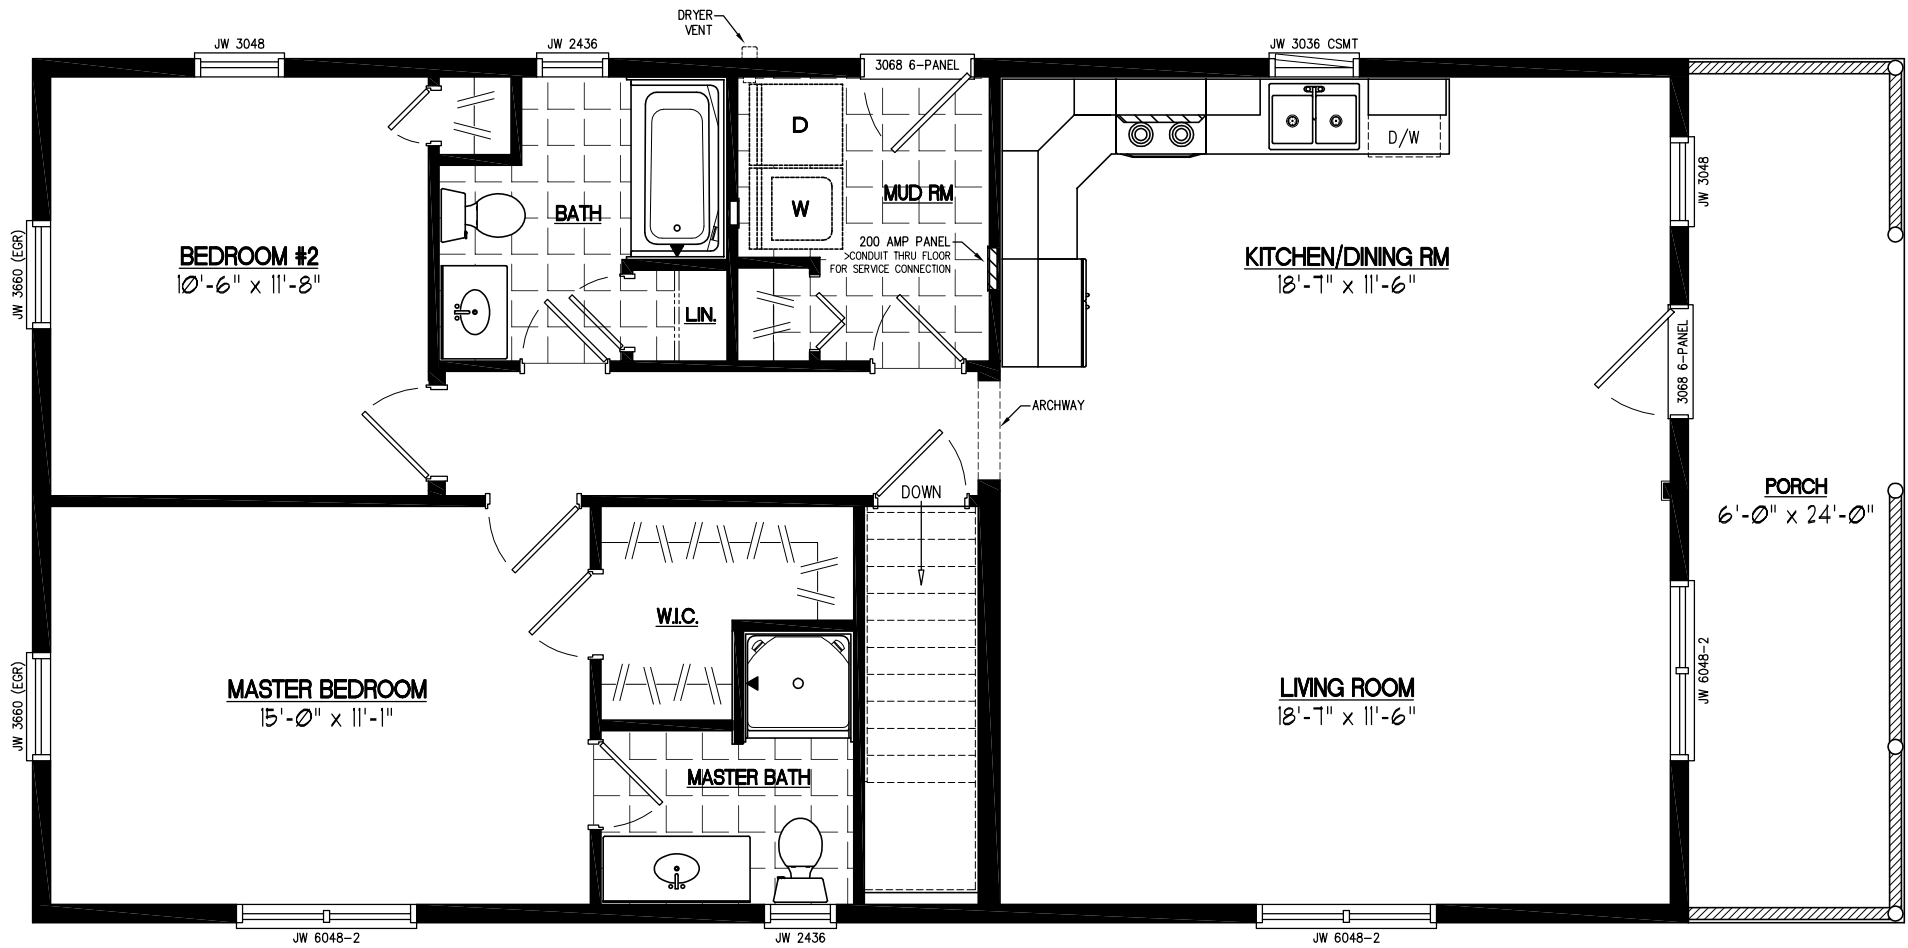 DRYER
VENT
JW 3048
JW 2436
JW 3036 CSMT
3068 6-PANEL
D
D/W
JW 3048
W
MUD RM
BATH
200 AMP PANEL
>CONDUIT THRU FLOOR
FOR SERVICE CONNECTION
BEDROOM #2
10'-6" x 11'-8"
KITCHEN/DINING RM
18'-7" x 11'-6"
JW 3660 (EGR)
LIN.
3068 6-PANEL
ARCHWAY
DOWN
PORCH
6'-0" x 24'-0"
W.I.C.
MASTER BEDROOM
15'-0" x 11'-1"
LIVING ROOM
18'-7" x 11'-6"
JW 3660 (EGR)
JW 6048-2
MASTER BATH
JW 6048-2
JW 2436
JW 6048-2